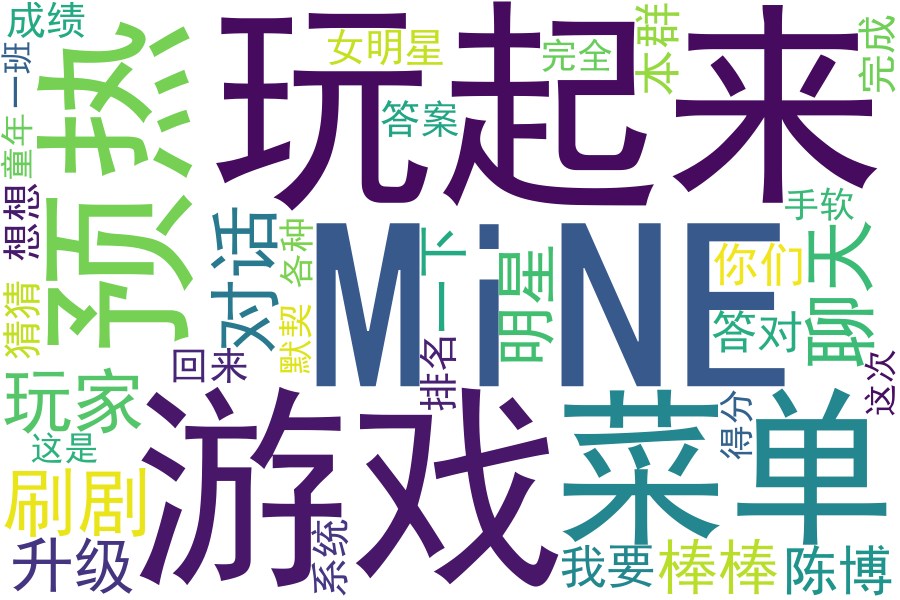 成绩
一班
童年
想想
猜猜
预热
玩起来
女明星
完全
本群
完成
答案
对话
各种
默契
MiNE
一下
明星
手软
你们
答对
聊天
这次
回来
排名
玩家
这是
刷剧
升级
游戏
系统
菜单
得分
我要
棒棒
陈博